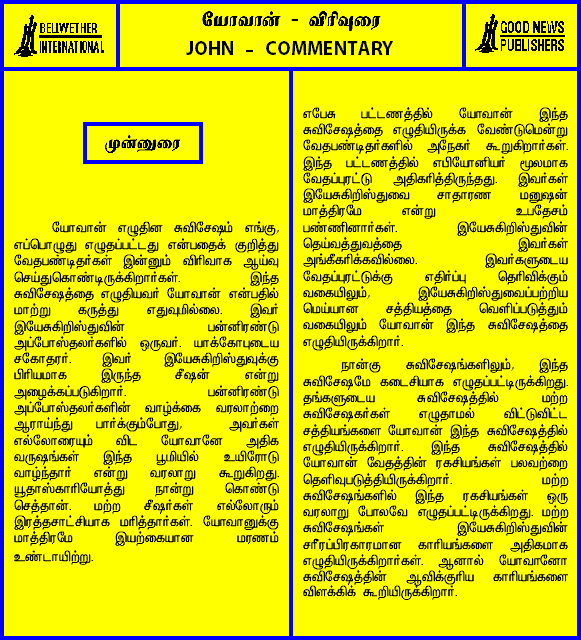 BELWETHER
INTERNATIONAL
யோவான் - விரிவுரை
JOHN - COMMENTARY
GOOD NEWS
PUBLISHERS
முன்னுரை
யோவான் எழுதின சுவிசேஷம் எங்கு,
எப்பொழுது எழுதப்பட்டது என்பதைக் குறித்து
வேதபண்டிதர்கள் இன்னும் விரிவாக ஆய்வு
செய்துகொண்டிருக்கிறார்கள். இந்த
சுவிசேஷத்தை எழுதியவர் யோவான் என்பதில்
மாற்று கருத்து எதுவுமில்லை. இவர்
இயேசுகிறிஸ்துவின் பன்னிரண்டு
அப்போஸ்தலர்களில் ஒருவர். யாக்கோபுடைய
சகோதரர். இவர் இயேசுகிறிஸ்துவுக்கு
பிரியமாக இருந்த சீஷன் என்று
அழைக்கப்படுகிறார். பன்னிரண்டு
அப்போஸ்தலர்களின் வாழ்க்கை வரலாற்றை
ஆராய்ந்து பார்க்கும்போது, அவர்கள்
எல்லோரையும் விட யோவானே அதிக
வருஷங்கள் இந்த பூமியில் உயிரோடு
வாழ்ந்தார் என்று வரலாறு கூறுகிறது.
யூதாஸ்காரியோத்து நான்று கொண்டு
செத்தான். மற்ற சீஷர்கள் எல்லோரும்
இரத்தசாட்சியாக மரித்தார்கள். யோவானுக்கு
மாத்திரமே இயற்கையான மரணம்
உண்டாயிற்று.
எபேசு பட்டணத்தில் யோவான் இந்த
சுவிசேஷத்தை எழுதியிருக்க வேண்டுமென்று
வேதபண்டிதர்களில் அநேகர் கூறுகிறார்கள்.
இந்த பட்டணத்தில் எபியோனியர் மூலமாக
வேதப்புரட்டு அதிகரித்திருந்தது. இவர்கள்
இயேசுகிறிஸ்துவை சாதாரண மனுஷன்
மாத்திரமே என்று உபதேசம்
பண்ணினார்கள். இயேசுகிறிஸ்துவின்
தெய்வத்துவத்தை இவர்கள்
அங்கீகரிக்கவில்லை. இவர்களுடைய
வேதப்புரட்டுக்கு எதிர்ப்பு தெரிவிக்கும்
வகையிலும், இயேசுகிறிஸ்துவைப்பற்றிய
மெய்யான சத்தியத்தை வெளிப்படுத்தும்
வகையிலும் யோவான் இந்த சுவிசேஷத்தை
எழுதியிருக்கிறார்.
நான்கு சுவிசேஷங்களிலும், இந்த
சுவிசேஷமே கடைசியாக எழுதப்பட்டிருக்கிறது.
தங்களுடைய சுவிசேஷத்தில் மற்ற
சுவிசேஷகர்கள் எழுதாமல் விட்டுவிட்ட
சத்தியங்களை யோவான் இந்த சுவிசேஷத்தில்
எழுதியிருக்கிறார். இந்த சுவிசேஷத்தில்
யோவான் வேதத்தின் ரகசியங்கள் பலவற்றை
தெளிவுபடுத்தியிருக்கிறார். மற்ற
சுவிசேஷங்களில் இந்த ரகசியங்கள் ஒரு
வரலாறு போலவே எழுதப்பட்டிருக்கிறது. மற்ற
சுவிசேஷங்கள் இயேசுகிறிஸ்துவின்
சரீரப்பிரகாரமான காரியங்களை அதிகமாக
எழுதியிருக்கிறார்கள். ஆனால் யோவானோ
சுவிசேஷத்தின் ஆவிக்குரிய காரியங்களை
விளக்கிக் கூறியிருக்கிறார்.